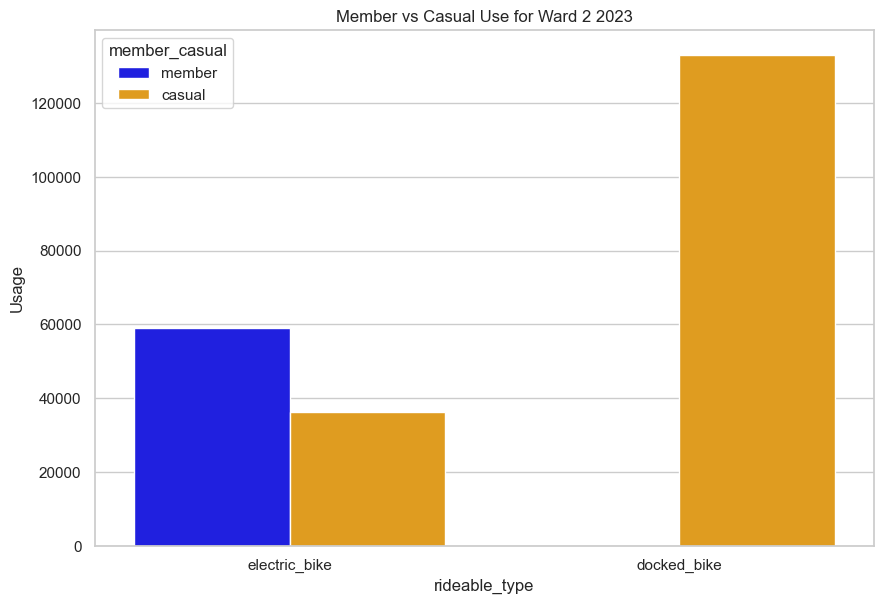 Member vs Casual Use for Ward 2 2023
member_casual
member
casual
120000
100000
80000
60000
40000
20000
0
Usage
electric_bike docked_bike
rideable_type